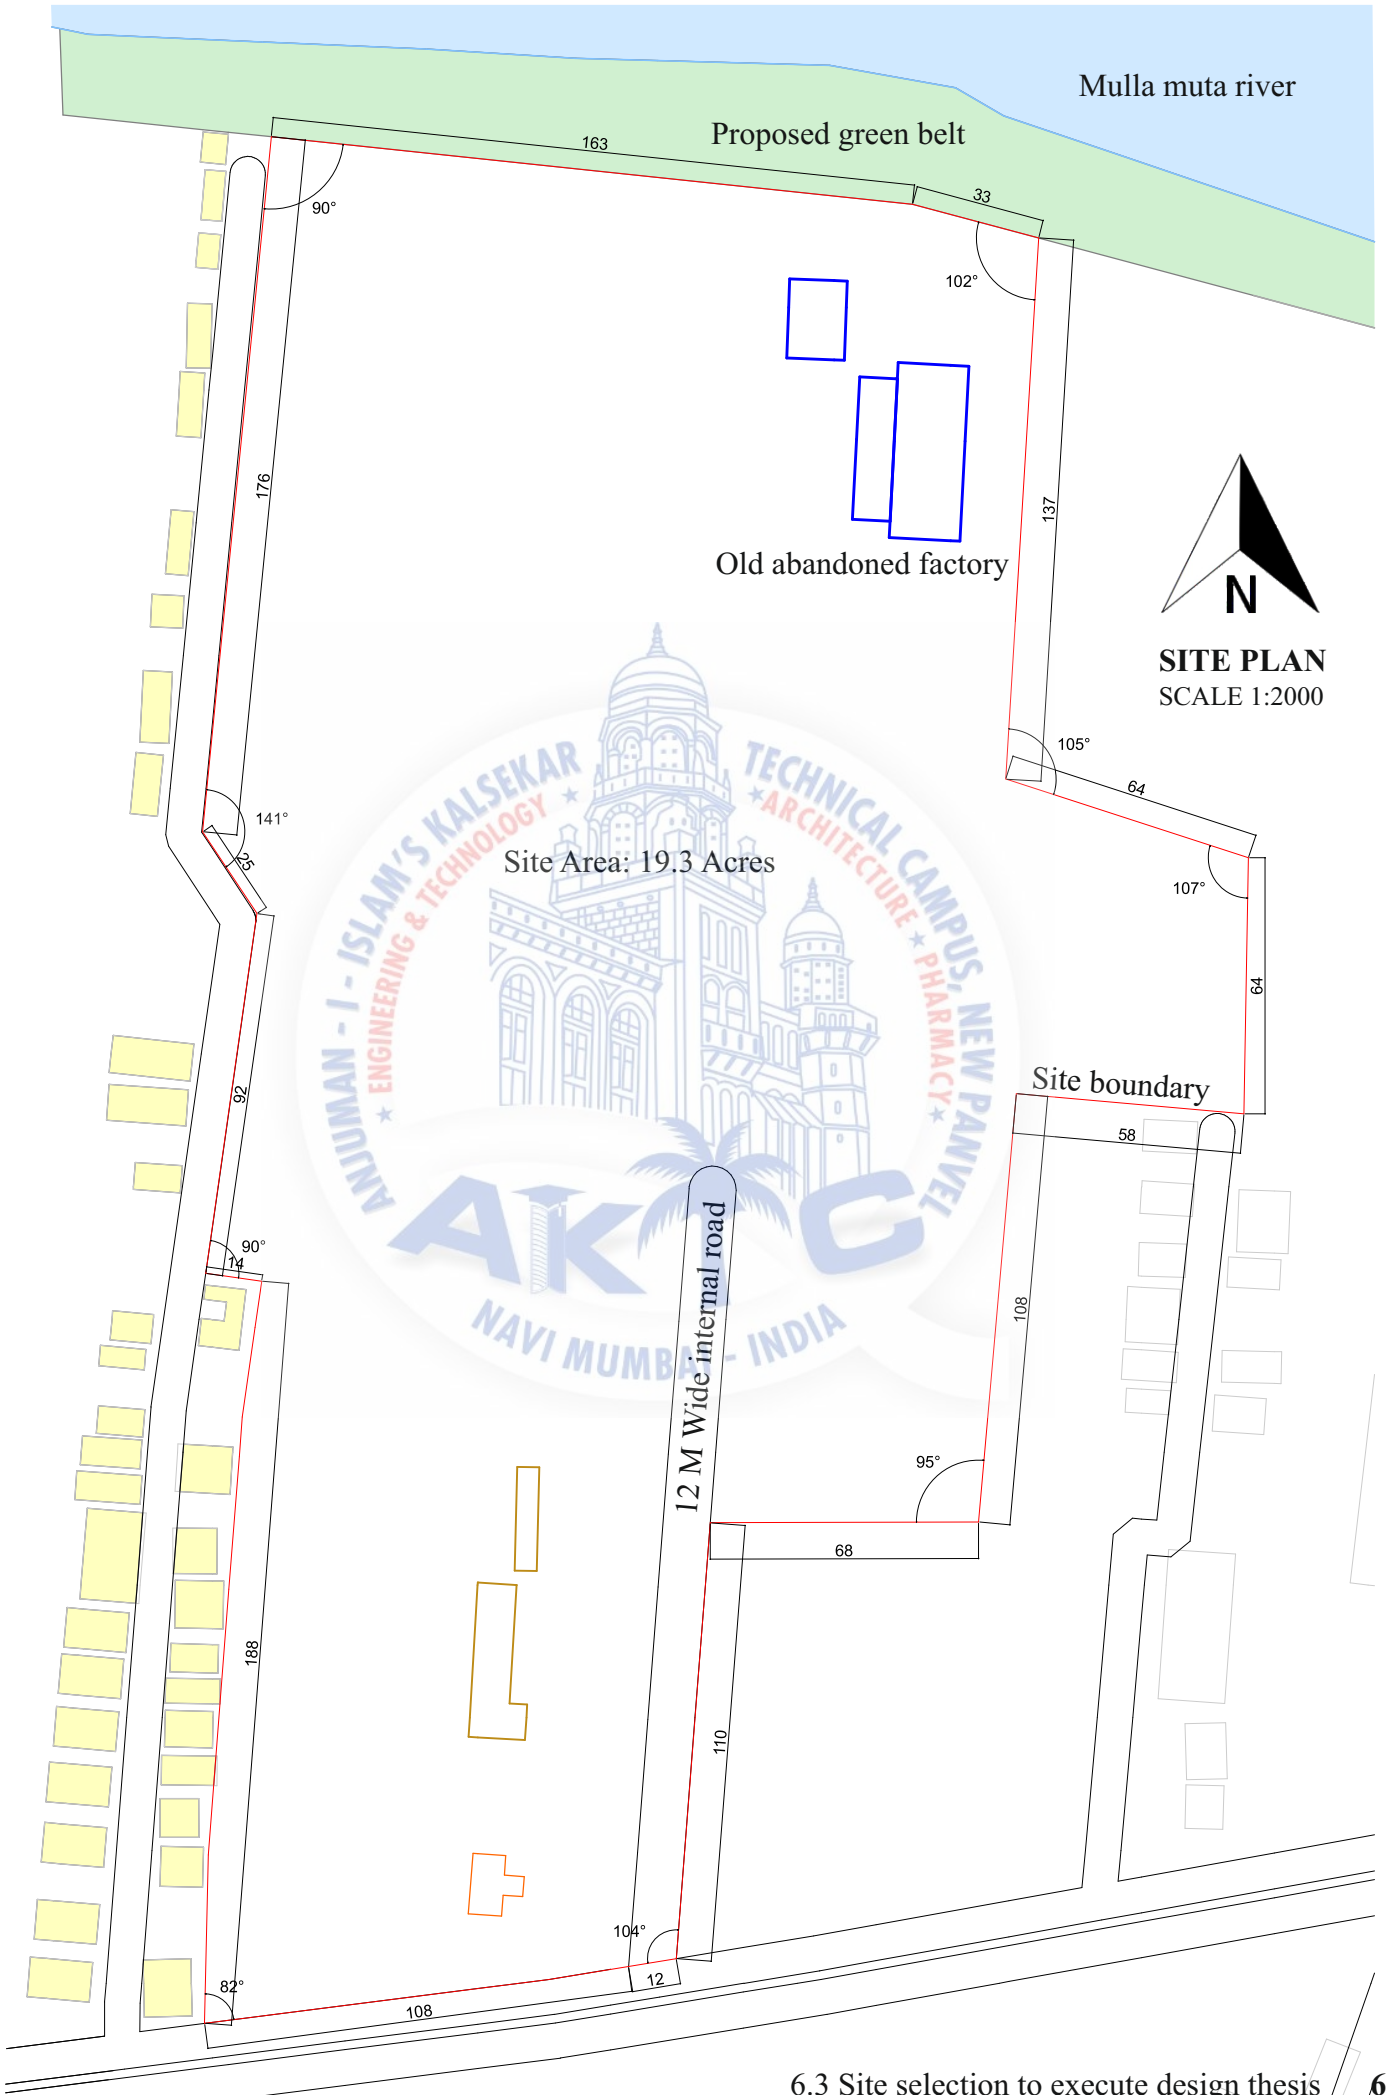 Mulla muta river
Proposed green belt
163
33
90°
102°
176
137
Old abandoned factory
N
SITE PLAN
SCALE 1:2000
105°
64
141°
25
Site Area: 19.3 Acres
107°
64
ANJUMAN - I - ISLAM'S KALSEKAR TECHNICAL CAMPUS, NEW PANVEL
★ ENGINEERING & TECHNOLOGY ★ ★ ARCHITECTURE ★ PHARMACY ★
AKTC
NAVI MUMBAI - INDIA
Site boundary
58
92
90°
14
12 M Wide internal road
108
95°
68
188
110
104°
12
82°
108
6.3 Site selection to execute design thesis
6